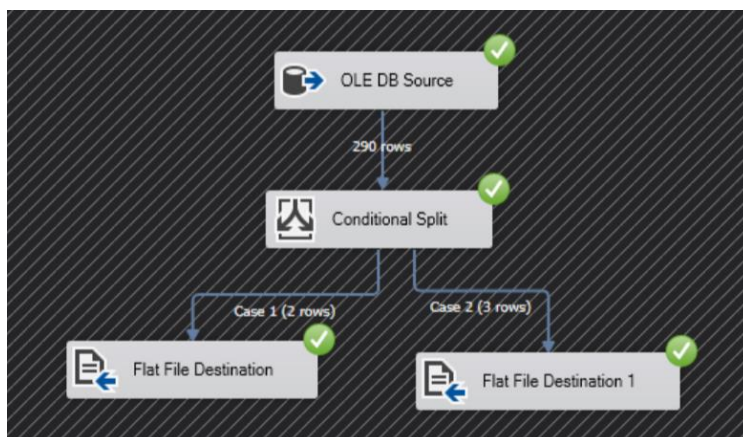 OLE DB Source
290 rows
Conditional Split
Case 1 (2 rows)
Case 2 (3 rows)
Flat File Destination
Flat File Destination 1